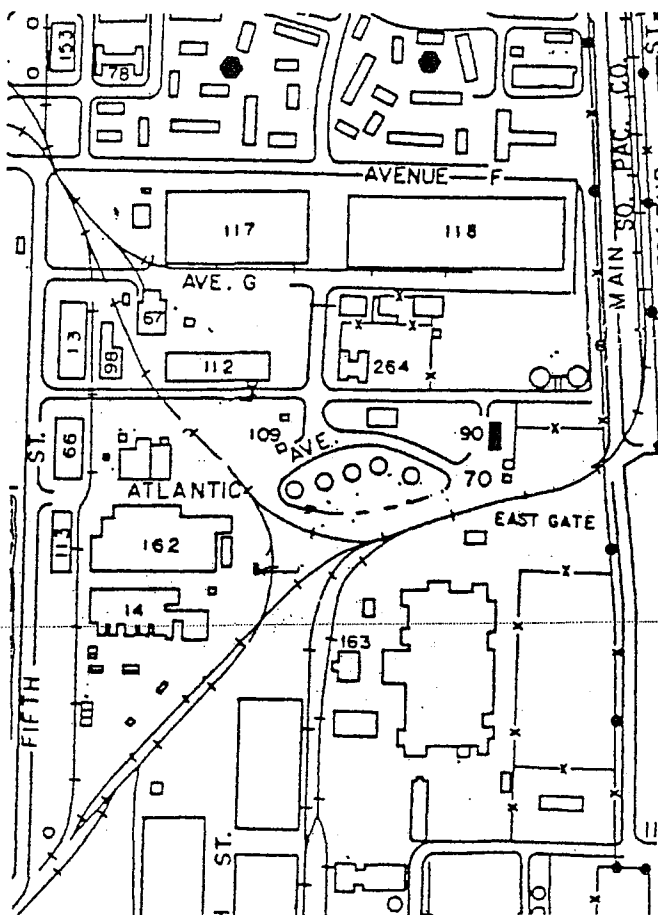 153
78
ST.
SO. PAC. CO.
MAIN
AVENUE F
117
118
AVE. G
67
13
98
112
264
109
AVE.
90
66
ST.
70
ATLANTIC
EAST GATE
113
162
14
163
FIFTH
ST.